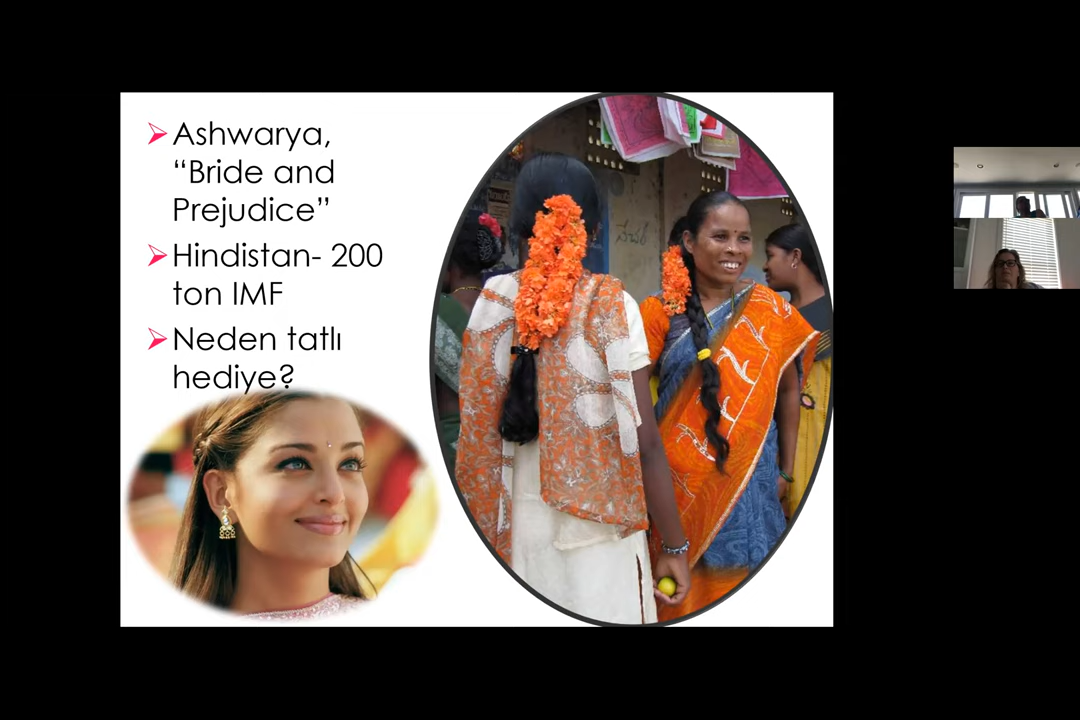 Ashwarya,
“Bride and
Prejudice”
Hindistan- 200
ton IMF
Neden tatlı
hediye?